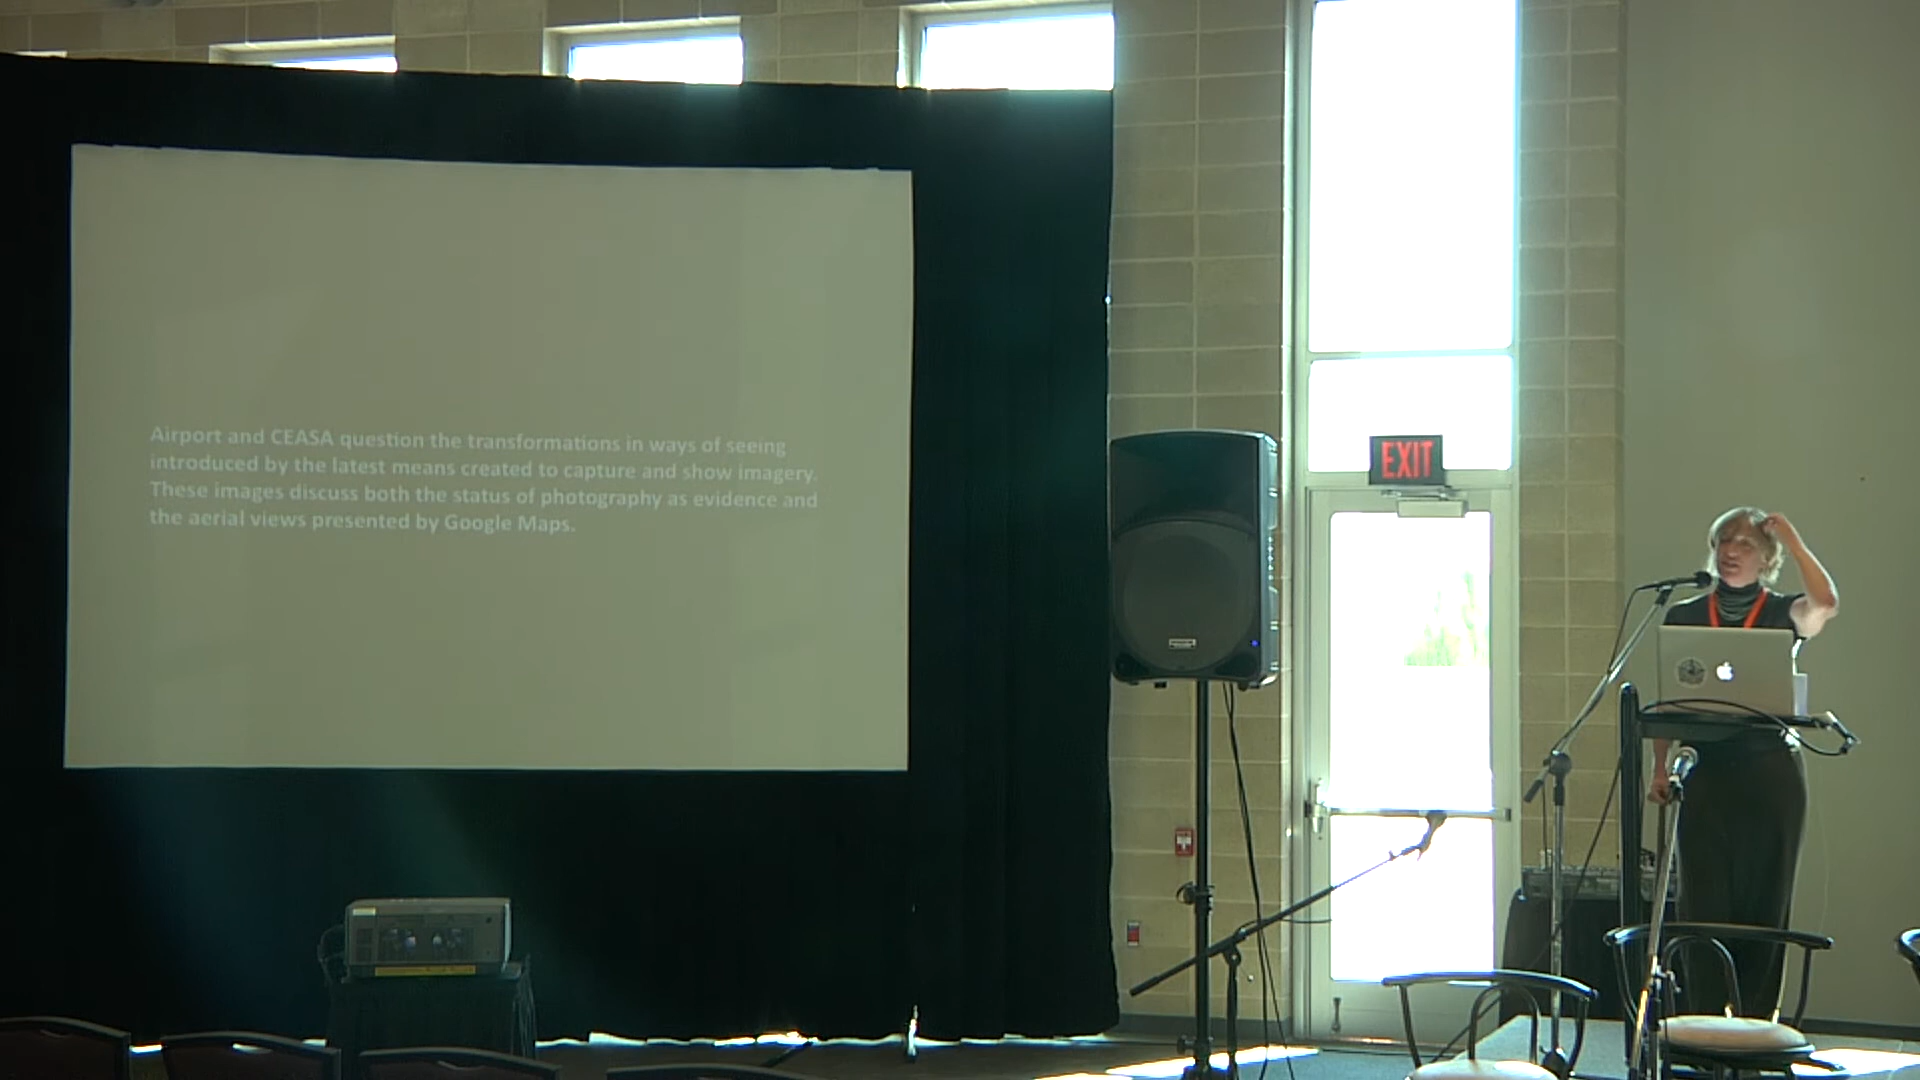 Airport and CEASA question the transformations in ways of seeing
introduced by the latest means created to capture and show imagery.
These images discuss both the status of photography as evidence and
the aerial views presented by Google Maps.
EXIT